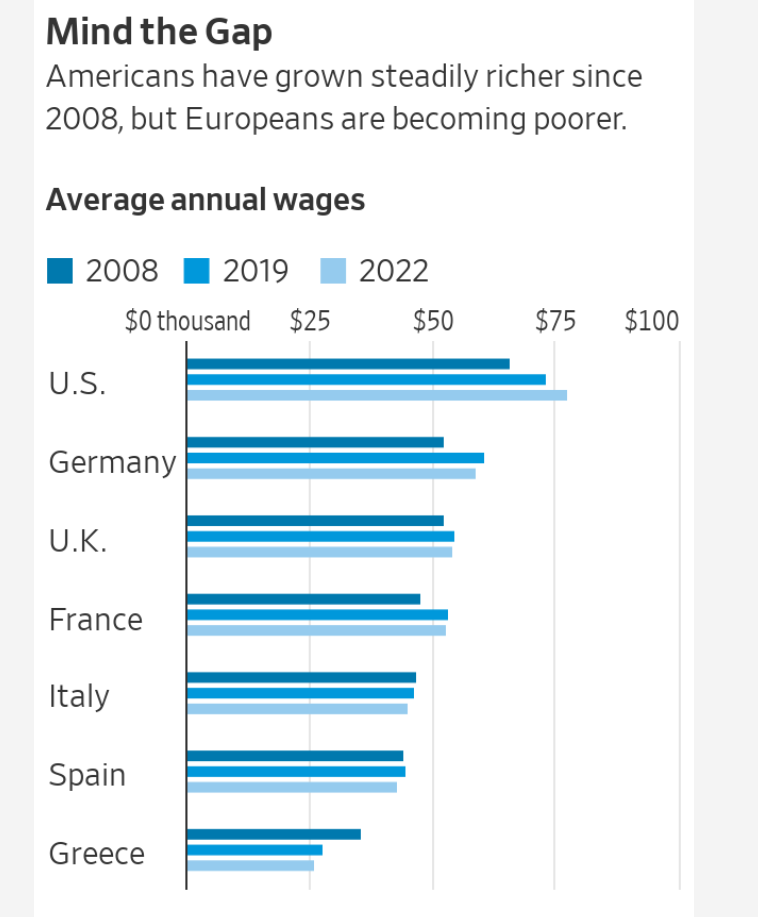 Mind the Gap
Americans have grown steadily richer since
2008, but Europeans are becoming poorer.
Average annual wages
2008 2019 2022
$0 thousand $25 $50 $75 $100
U.S.
Germany
U.K.
France
Italy
Spain
Greece